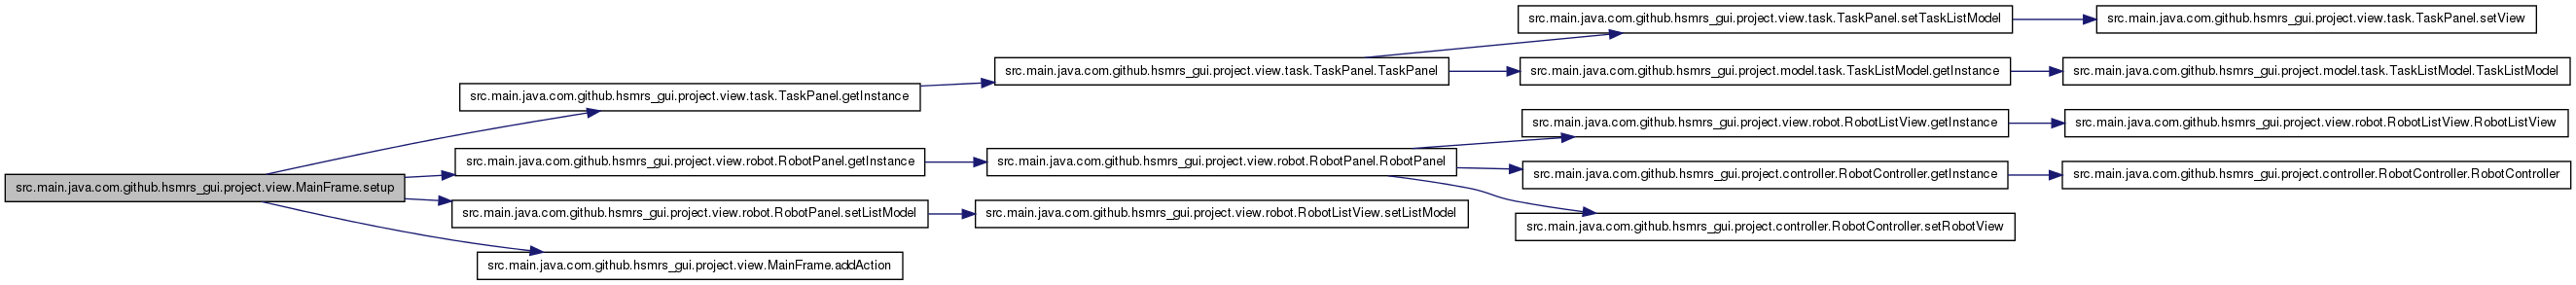 src.main.java.com.github.hsmrs_gui.project.view.MainFrame.setup
src.main.java.com.github.hsmrs_gui.project.view.task.TaskPanel.getInstance
src.main.java.com.github.hsmrs_gui.project.view.robot.RobotPanel.getInstance
src.main.java.com.github.hsmrs_gui.project.view.robot.RobotPanel.setListModel
src.main.java.com.github.hsmrs_gui.project.view.MainFrame.addAction
src.main.java.com.github.hsmrs_gui.project.view.task.TaskPanel.TaskPanel
src.main.java.com.github.hsmrs_gui.project.view.robot.RobotPanel.RobotPanel
src.main.java.com.github.hsmrs_gui.project.view.robot.RobotListView.setListModel
src.main.java.com.github.hsmrs_gui.project.view.task.TaskPanel.setTaskListModel
src.main.java.com.github.hsmrs_gui.project.model.task.TaskListModel.getInstance
src.main.java.com.github.hsmrs_gui.project.view.robot.RobotListView.getInstance
src.main.java.com.github.hsmrs_gui.project.controller.RobotController.getInstance
src.main.java.com.github.hsmrs_gui.project.controller.RobotController.setRobotView
src.main.java.com.github.hsmrs_gui.project.view.task.TaskPanel.setView
src.main.java.com.github.hsmrs_gui.project.model.task.TaskListModel.TaskListModel
src.main.java.com.github.hsmrs_gui.project.view.robot.RobotListView.RobotListView
src.main.java.com.github.hsmrs_gui.project.controller.RobotController.RobotController